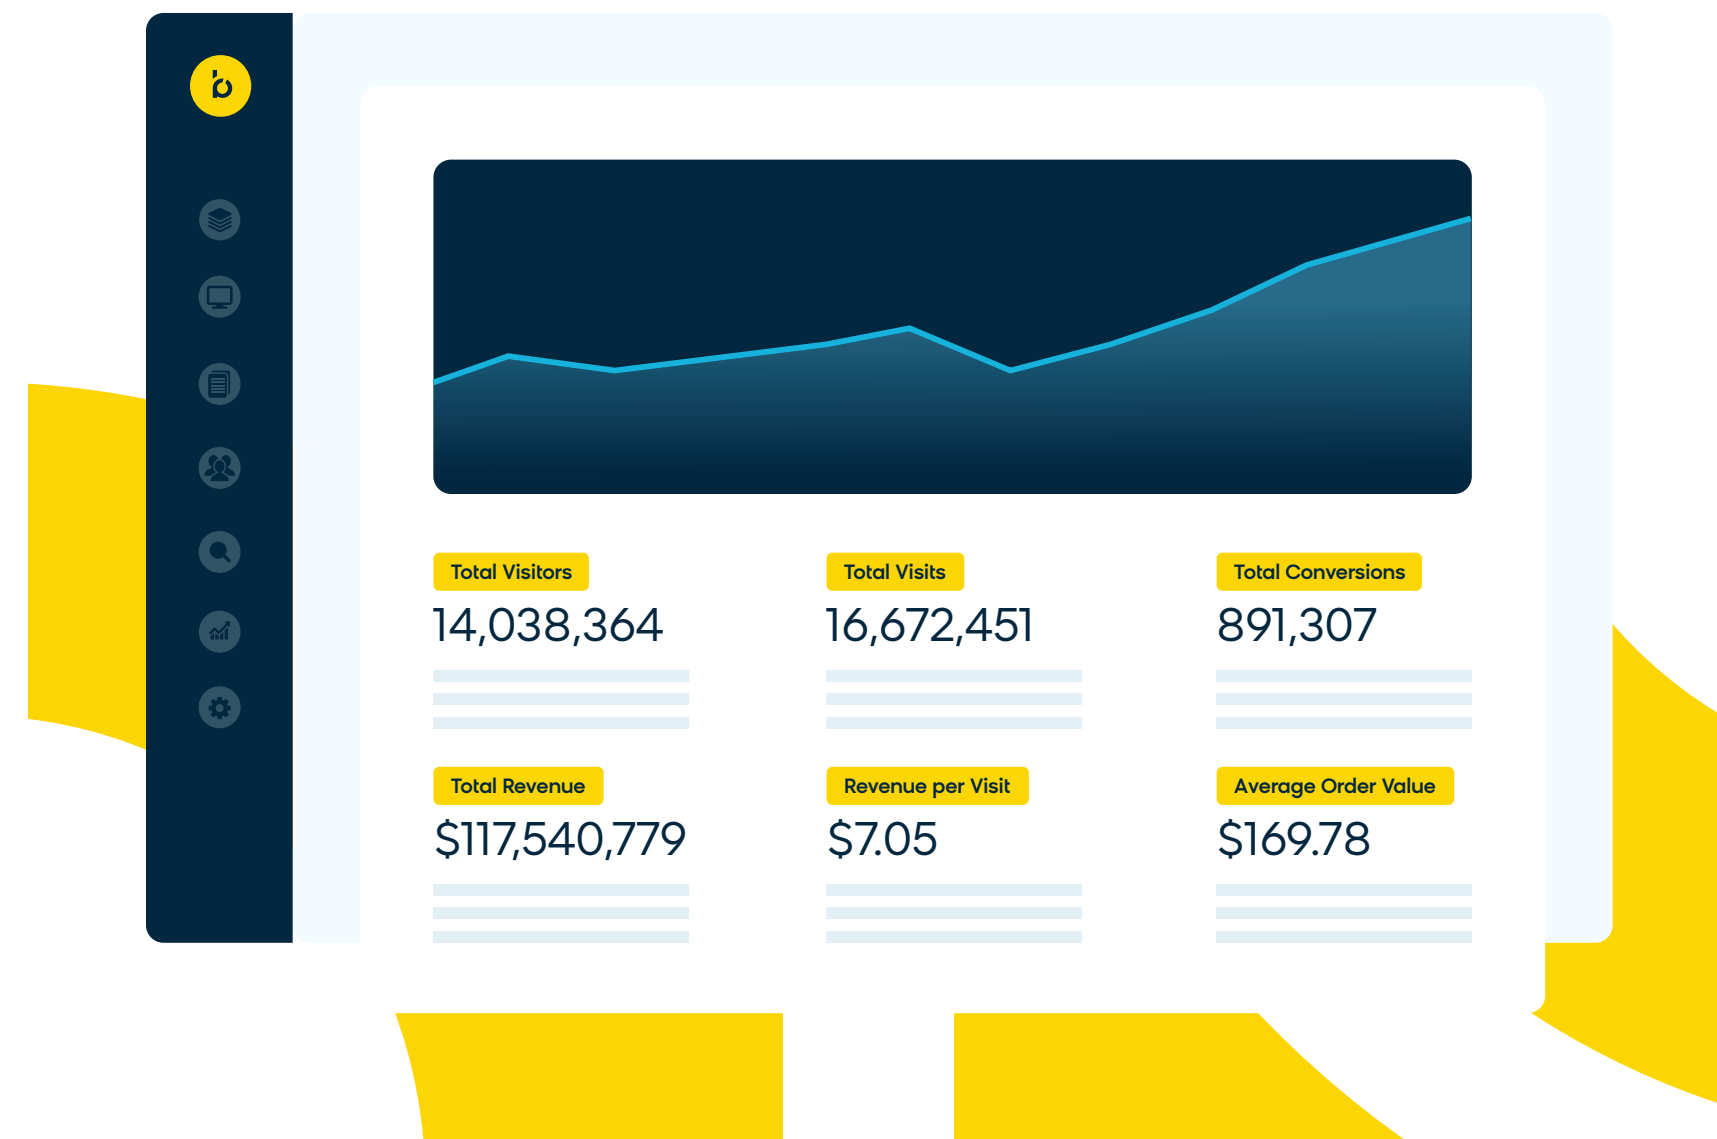 b
Total Visitors
14,038,364
Total Visits
16,672,451
Total Conversions
891,307
Total Revenue
$117,540,779
Revenue per Visit
$7.05
Average Order Value
$169.78